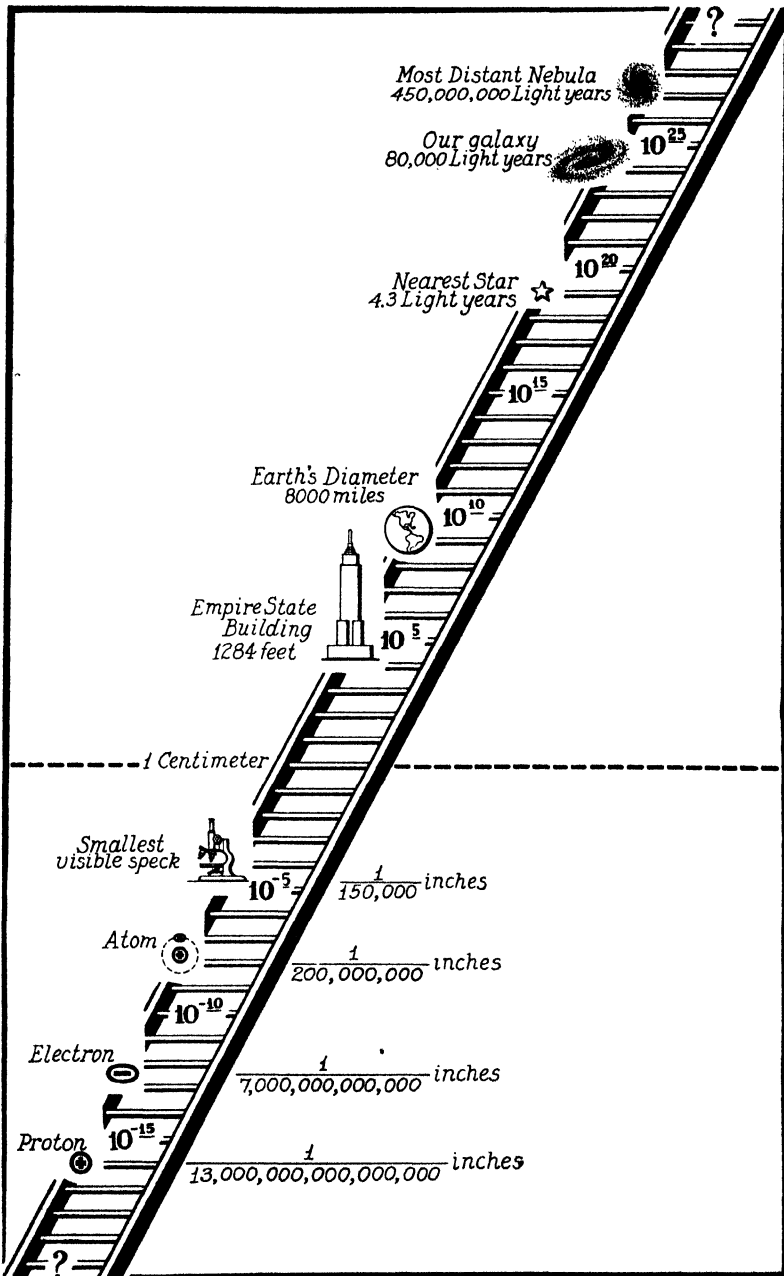 ?
Most Distant Nebula
450,000,000 Light years
Our galaxy
80,000 Light years
10^25
10^20
Nearest Star
4.3 Light years
10^15
Earth's Diameter
8000 miles
10^10
Empire State
Building
1284 feet
10^5
1 Centimeter
Smallest
visible speck
10^-5
1
150,000 inches
Atom
1
200,000,000 inches
10^-10
Electron
1
7,000,000,000,000 inches
10^-15
Proton
1
13,000,000,000,000,000 inches
?